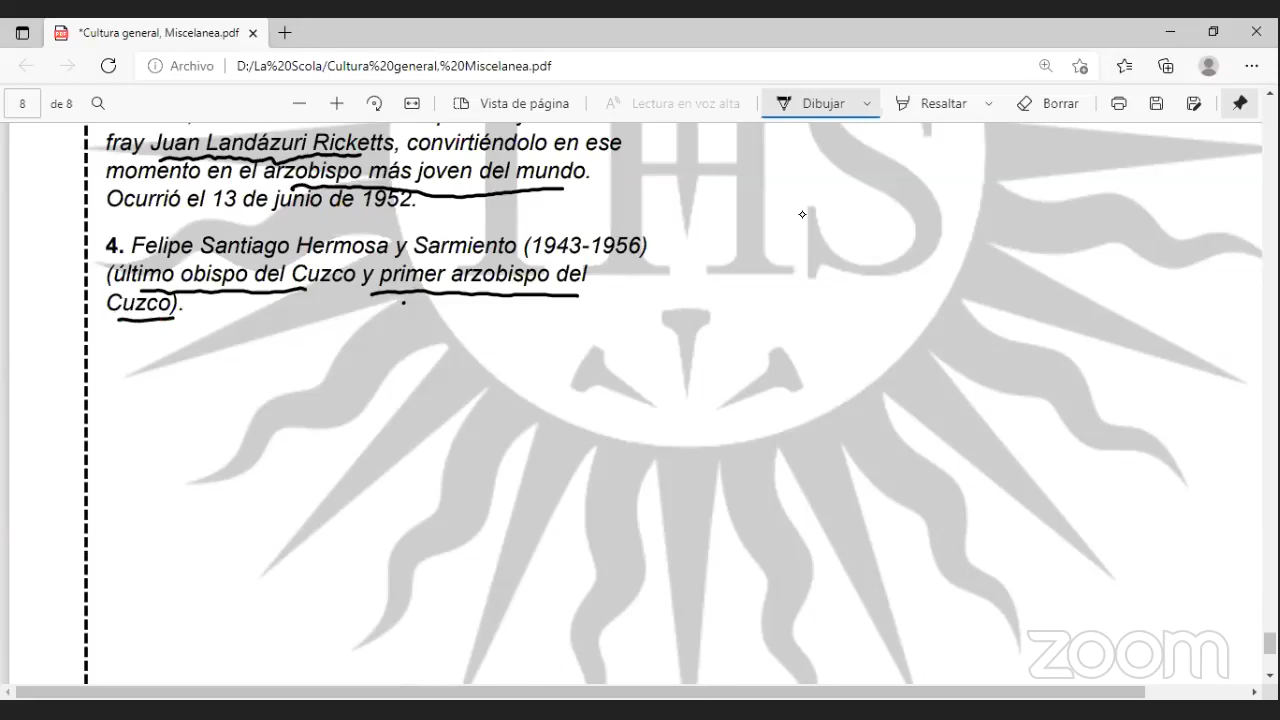 *Cultura general, Miscelanea.pdf
Archivo D:/La%20Scola/Cultura%20general,%20Miscelanea.pdf
8 de 8 Vista de página Lectura en voz alta Dibujar Resaltar Borrar
fray Juan Landázuri Ricketts, convirtiéndolo en ese
momento en el arzobispo más joven del mundo.
Ocurrió el 13 de junio de 1952.
4. Felipe Santiago Hermosa y Sarmiento (1943-1956)
(último obispo del Cuzco y primer arzobispo del
Cuzco).
IHS
zoom